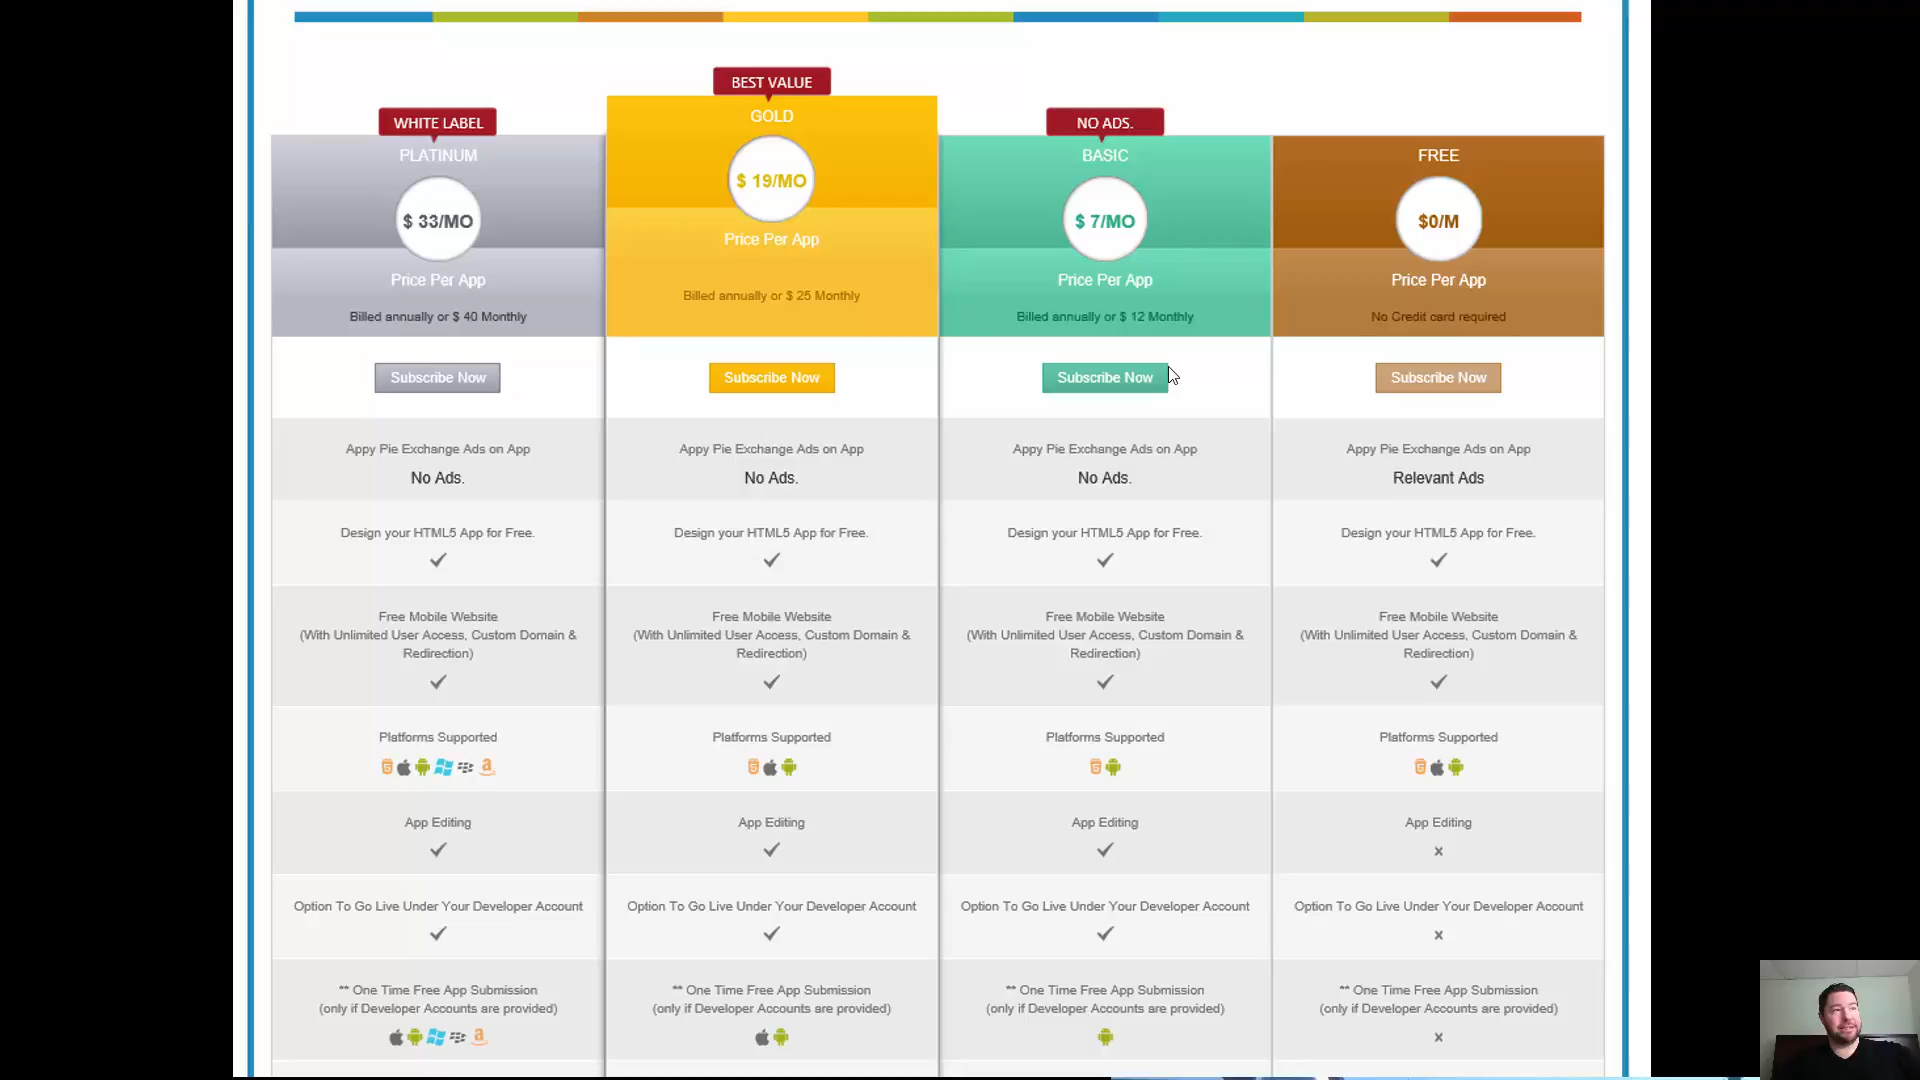 WHITE LABEL
PLATINUM
$ 33/MO
Price Per App
Billed annually or $ 40 Monthly
Subscribe Now
Appy Pie Exchange Ads on App
No Ads.
Design your HTML5 App for Free.
Free Mobile Website
(With Unlimited User Access, Custom Domain &
Redirection)
Platforms Supported
App Editing
Option To Go Live Under Your Developer Account
** One Time Free App Submission
(only if Developer Accounts are provided)
BEST VALUE
GOLD
$ 19/MO
Price Per App
Billed annually or $ 25 Monthly
Subscribe Now
Appy Pie Exchange Ads on App
No Ads.
Design your HTML5 App for Free.
Free Mobile Website
(With Unlimited User Access, Custom Domain &
Redirection)
Platforms Supported
App Editing
Option To Go Live Under Your Developer Account
** One Time Free App Submission
(only if Developer Accounts are provided)
NO ADS.
BASIC
$ 7/MO
Price Per App
Billed annually or $ 12 Monthly
Subscribe Now
Appy Pie Exchange Ads on App
No Ads.
Design your HTML5 App for Free.
Free Mobile Website
(With Unlimited User Access, Custom Domain &
Redirection)
Platforms Supported
App Editing
Option To Go Live Under Your Developer Account
** One Time Free App Submission
(only if Developer Accounts are provided)
FREE
$0/M
Price Per App
No Credit card required
Subscribe Now
Appy Pie Exchange Ads on App
Relevant Ads
Design your HTML5 App for Free.
Free Mobile Website
(With Unlimited User Access, Custom Domain &
Redirection)
Platforms Supported
App Editing
Option To Go Live Under Your Developer Account
** One Time Free App Submission
(only if Developer Accounts are provided)